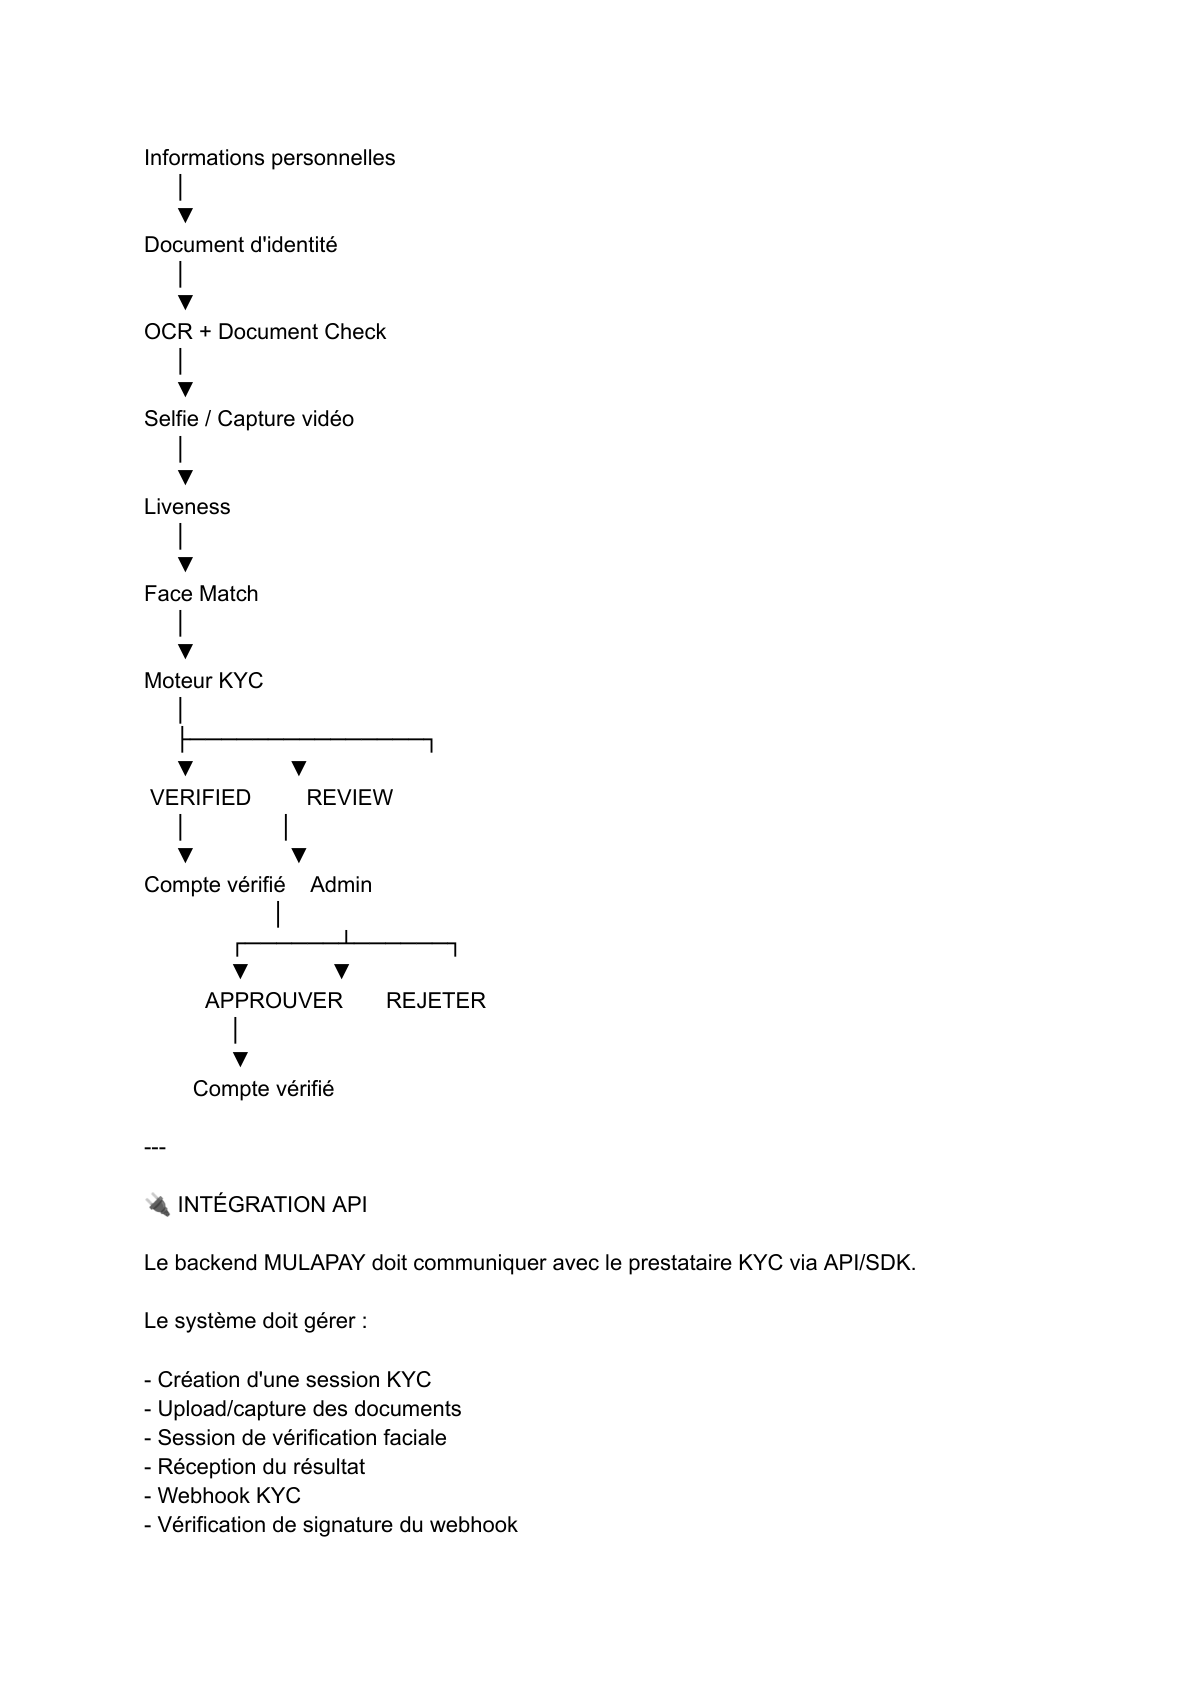 Informations personnelles
│
▼
Document d'identité
│
▼
OCR + Document Check
│
▼
Selfie / Capture vidéo
│
▼
Liveness
│
▼
Face Match
│
▼
Moteur KYC
│
├──────────────────┐
▼ ▼
VERIFIED REVIEW
│ │
▼ ▼
Compte vérifié Admin
│
┌────────┴────────┐
▼ ▼
APPROUVER REJETER
│
▼
Compte vérifié
---
🔌 INTÉGRATION API
Le backend MULAPAY doit communiquer avec le prestataire KYC via API/SDK.
Le système doit gérer :
- Création d'une session KYC
- Upload/capture des documents
- Session de vérification faciale
- Réception du résultat
- Webhook KYC
- Vérification de signature du webhook